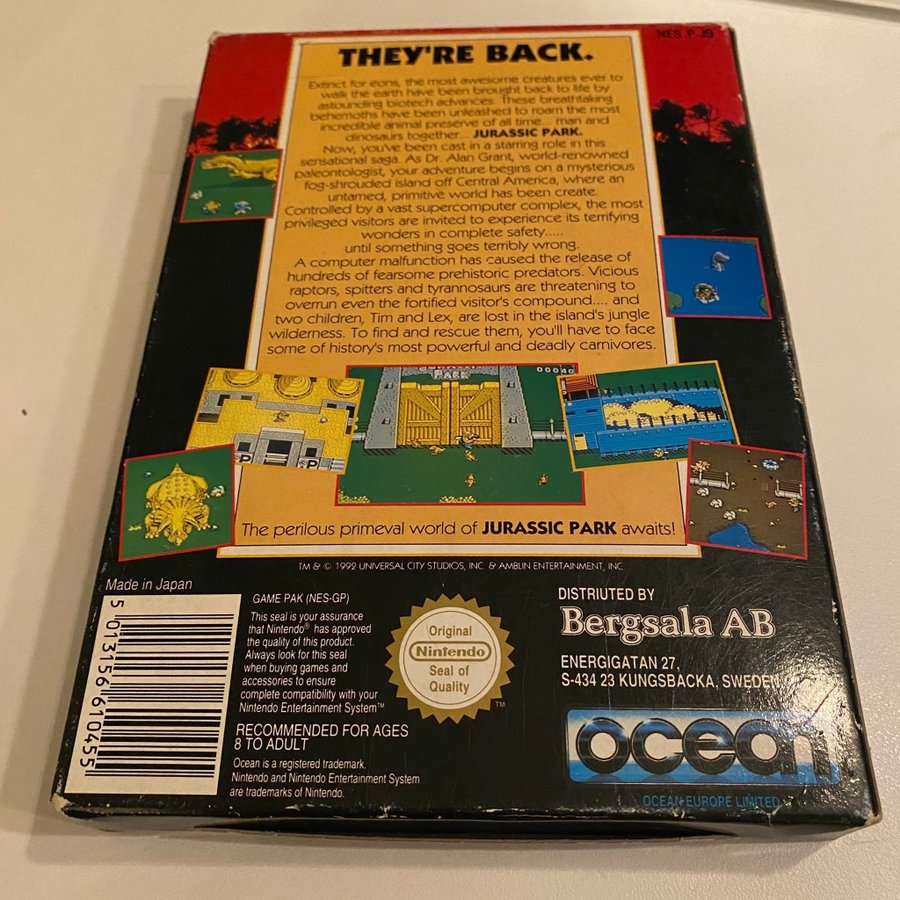 NES P J9
THEY'RE BACK.
Extinct for eons, the most awesome creatures ever to
walk the earth have been brought back to life by
astounding biotech advances. These breathtaking
behemoths have been unleashed to roam the most
incredible animal preserve of all time... man and
dinosaurs together... JURASSIC PARK.
Now, you've been cast in a starring role in this
sensational saga. As Dr. Alan Grant, world-renowned
paleontologist, your adventure begins on a mysterious
fog-shrouded island off Central America, where an
untamed, primitive world has been create.
Controlled by a vast supercomputer complex, the most
privileged visitors are invited to experience its terrifying
wonders in complete safety.....
until something goes terribly wrong.
A computer malfunction has caused the release of
hundreds of fearsome prehistoric predators. Vicious
raptors, spitters and tyrannosaurs are threatening to
overrun even the fortified visitor's compound.... and
two children, Tim and Lex, are lost in the island's jungle
wilderness. To find and rescue them, you'll have to face
some of history's most powerful and deadly carnivores.
PARK
00040
P P
The perilous primeval world of JURASSIC PARK awaits!
TM & © 1992 UNIVERSAL CITY STUDIOS, INC & AMBLIN ENTERTAINMENT, INC
Made in Japan
5 013156 610455
GAME PAK (NES-GP)
This seal is your assurance
that Nintendo® has approved
the quality of this product.
Always look for this seal
when buying games and
accessories to ensure
complete compatibility with your
Nintendo Entertainment System™
RECOMMENDED FOR AGES
8 TO ADULT
Ocean is a registered trademark.
Nintendo and Nintendo Entertainment System
are trademarks of Nintendo.
Original
Nintendo
Seal of
Quality
TM
DISTRIUTED BY
Bergsala AB
ENERGIGATAN 27,
S-434 23 KUNGSBACKA, SWEDEN
ocean
OCEAN EUROPE LIMITED